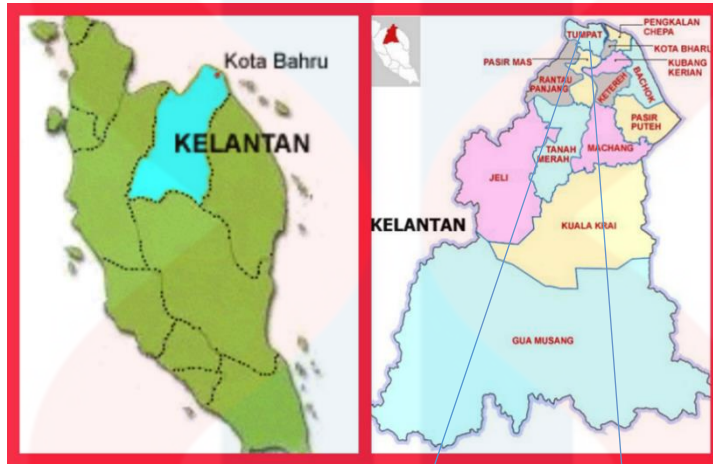 Kota Bahru
KELANTAN
PENGKALAN
CHEPA
TUMPAT
KOTA BHARU
PASIR MAS
KUBANG
KERIAN
RANTAU
PANJANG
KETEREH
BACHOK
PASIR
PUTEH
TANAH
MERAH
MACHANG
JELI
KELANTAN
KUALA KRAI
GUA MUSANG